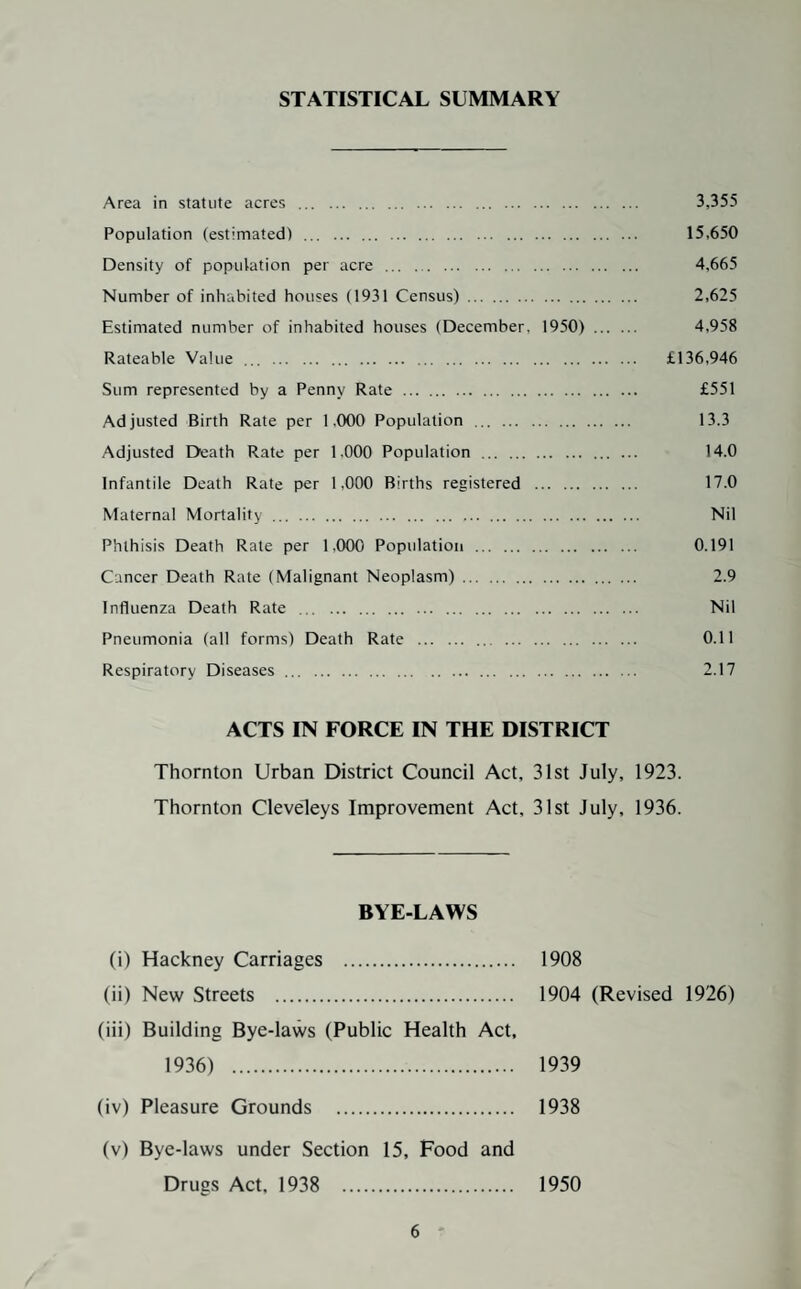 STATISTICAL SUMMARY
Area in statute acres ... ... ... ... ... ... ... ... ... ... ... ... 3,355
Population (estimated) ... ... ... ... ... ... ... ... ... ... ... ... 15,650
Density of population per acre ... ... ... ... ... ... ... ... ... 4,665
Number of inhabited houses (1931 Census) ... ... ... ... ... ... ... 2,625
Estimated number of inhabited houses (December, 1950) ... ... 4,958
Rateable Value ... ... ... ... ... ... ... ... ... ... ... ... ... ... £136,946
Sum represented by a Penny Rate ... ... ... ... ... ... ... ... ... £551
Adjusted Birth Rate per 1,000 Population ... ... ... ... ... ... 13.3
Adjusted Death Rate per 1,000 Population ... ... ... ... ... ... 14.0
Infantile Death Rate per 1,000 Births registered ... ... ... ... 17.0
Maternal Mortality ... ... ... ... ... ... ... ... ... ... ... ... ... Nil
Phthisis Death Rate per 1,000 Population ... ... ... ... ... ... 0.191
Cancer Death Rate (Malignant Neoplasm) ... ... ... ... ... ... ... 2.9
Influenza Death Rate ... ... ... ... ... ... ... ... ... ... ... ... Nil
Pneumonia (all forms) Death Rate ... ... ... ... ... ... ... ... 0.11
Respiratory Diseases ... ... ... ... ... ... ... ... ... ... ... ... 2.17
ACTS IN FORCE IN THE DISTRICT
Thornton Urban District Council Act, 31st July, 1923.
Thornton Cleveleys Improvement Act, 31st July, 1936.
BYE-LAWS
(i) Hackney Carriages ............................ 1908
(ii) New Streets ........................................ 1904 (Revised 1926)
(iii) Building Bye-laws (Public Health Act,
1936) ............................................... 1939
(iv) Pleasure Grounds .............................. 1938
(v) Bye-laws under Section 15, Food and
Drugs Act, 1938 ............................ 1950
6